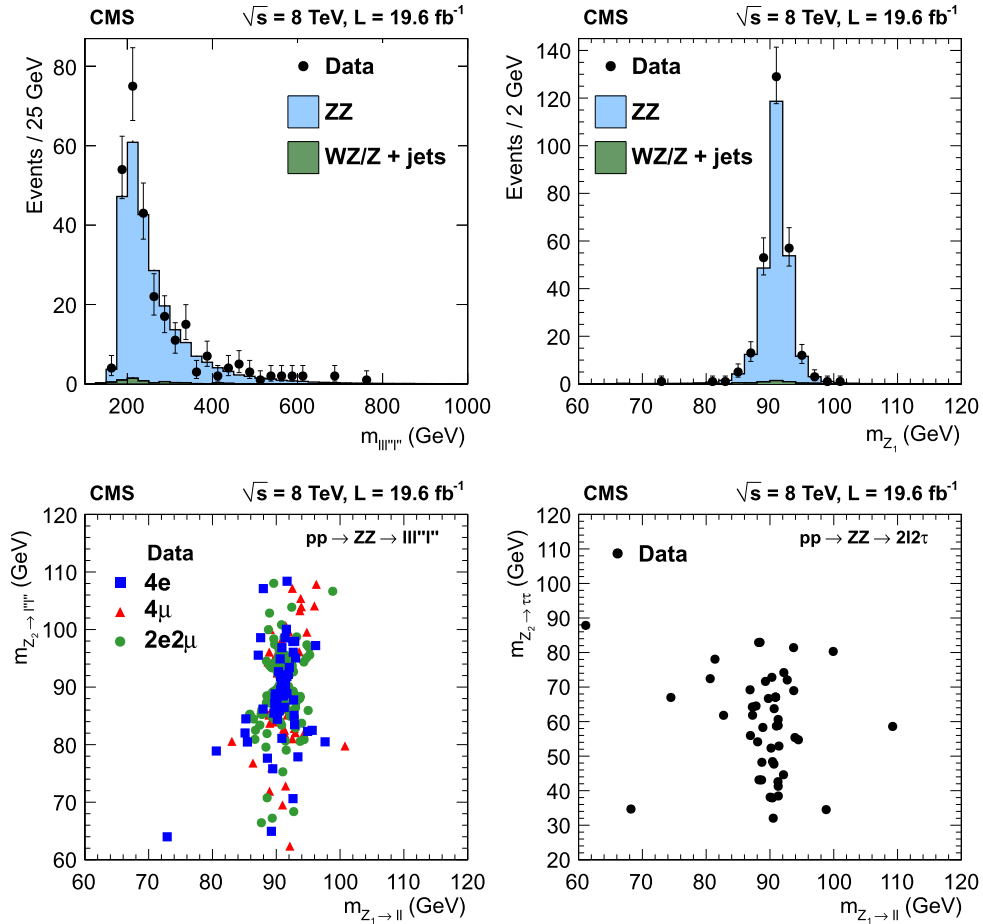 CMS √s = 8 TeV, L = 19.6 fb⁻¹
Events / 25 GeV
80
60
40
20
0
Data
ZZ
WZ/Z + jets
200 400 600 800 1000
m_{lll"l"} (GeV)
CMS √s = 8 TeV, L = 19.6 fb⁻¹
Events / 2 GeV
140
120
100
80
60
40
20
0
Data
ZZ
WZ/Z + jets
60 70 80 90 100 110 120
m_{Z₁} (GeV)
CMS √s = 8 TeV, L = 19.6 fb⁻¹
m_{Z₂→l"l"} (GeV)
120
110
100
90
80
70
60
pp → ZZ → lll"l"
Data
4e
4μ
2e2μ
60 70 80 90 100 110 120
m_{Z₁→ll} (GeV)
CMS √s = 8 TeV, L = 19.6 fb⁻¹
m_{Z₂→ττ} (GeV)
120
110
100
90
80
70
60
50
40
30
20
pp → ZZ → 2l2τ
Data
60 70 80 90 100 110 120
m_{Z₁→ll} (GeV)